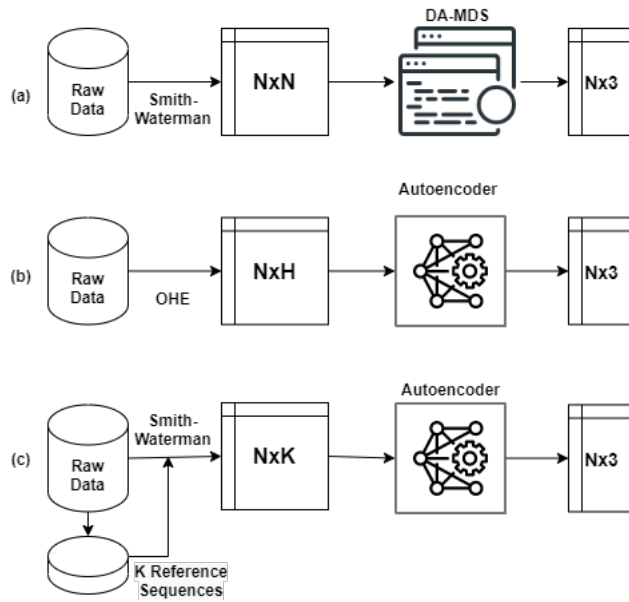 DA-MDS
(a)
Raw
Data
Smith-
Waterman
NxN
Nx3
Autoencoder
(b)
Raw
Data
OHE
NxH
Nx3
Autoencoder
(c)
Raw
Data
Smith-
Waterman
NxK
Nx3
K Reference
Sequences